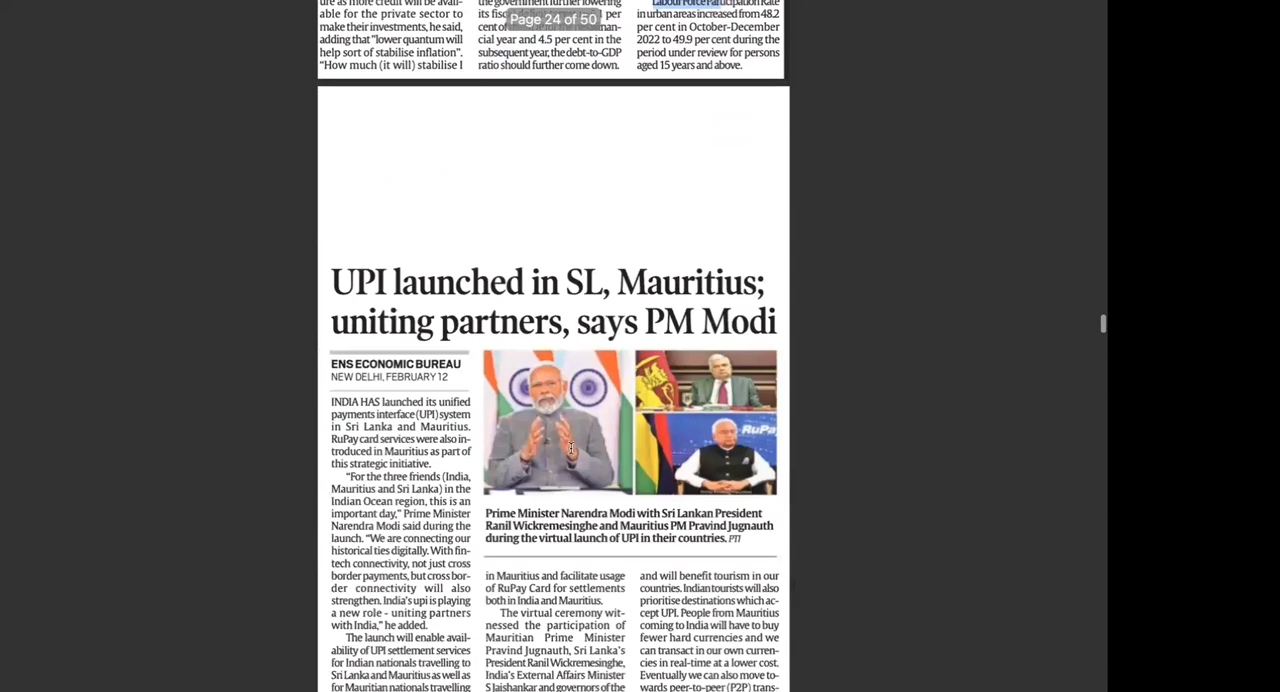 ure as more credit will be avail-
able for the private sector to
make their investments, he said,
adding that "lower quantum will
help sort of stabilise inflation".
"How much (it will) stabilise I
the government further lowering
its fisc
per
cent of
nan-
cial year and 4.5 per cent in the
subsequent year, the debt-to-GDP
ratio should further come down.
Page 24 of 50
Labour Force Participation Rate
in urban areas increased from 48.2
per cent in October-December
2022 to 49.9 per cent during the
period under review for persons
aged 15 years and above.
UPI launched in SL, Mauritius;
uniting partners, says PM Modi
ENS ECONOMIC BUREAU
NEW DELHI, FEBRUARY 12
INDIA HAS launched its unified
payments interface (UPI) system
in Sri Lanka and Mauritius.
RuPay card services were also in-
troduced in Mauritius as part of
this strategic initiative.
"For the three friends (India,
Mauritius and Sri Lanka) in the
Indian Ocean region, this is an
important day," Prime Minister
Narendra Modi said during the
launch. "We are connecting our
historical ties digitally. With fin-
tech connectivity, not just cross
border payments, but cross bor-
der connectivity will also
strengthen. India's upi is playing
a new role - uniting partners
with India," he added.
The launch will enable avail-
ability of UPI settlement services
for Indian nationals travelling to
Sri Lanka and Mauritius as well as
for Mauritian nationals travelling
RuPay
Prime Minister Narendra Modi with Sri Lankan President
Ranil Wickremesinghe and Mauritius PM Pravind Jugnauth
during the virtual launch of UPI in their countries. PTI
in Mauritius and facilitate usage
of RuPay Card for settlements
both in India and Mauritius.
The virtual ceremony wit-
nessed the participation of
Mauritian Prime Minister
Pravind Jugnauth, Sri Lanka's
President Ranil Wickremesinghe,
India's External Affairs Minister
S Jaishankar and governors of the
and will benefit tourism in our
countries. Indian tourists will also
prioritise destinations which ac-
cept UPI. People from Mauritius
coming to India will have to buy
fewer hard currencies and we
can transact in our own curren-
cies in real-time at a lower cost.
Eventually we can also move to-
wards peer-to-peer (P2P) trans-